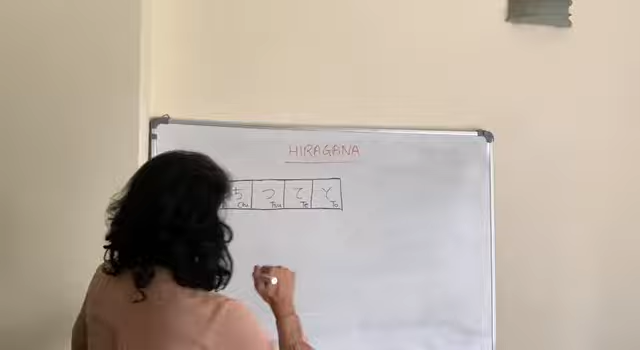 HIRAGANA
ち つ て と
Chi Tsu Te To